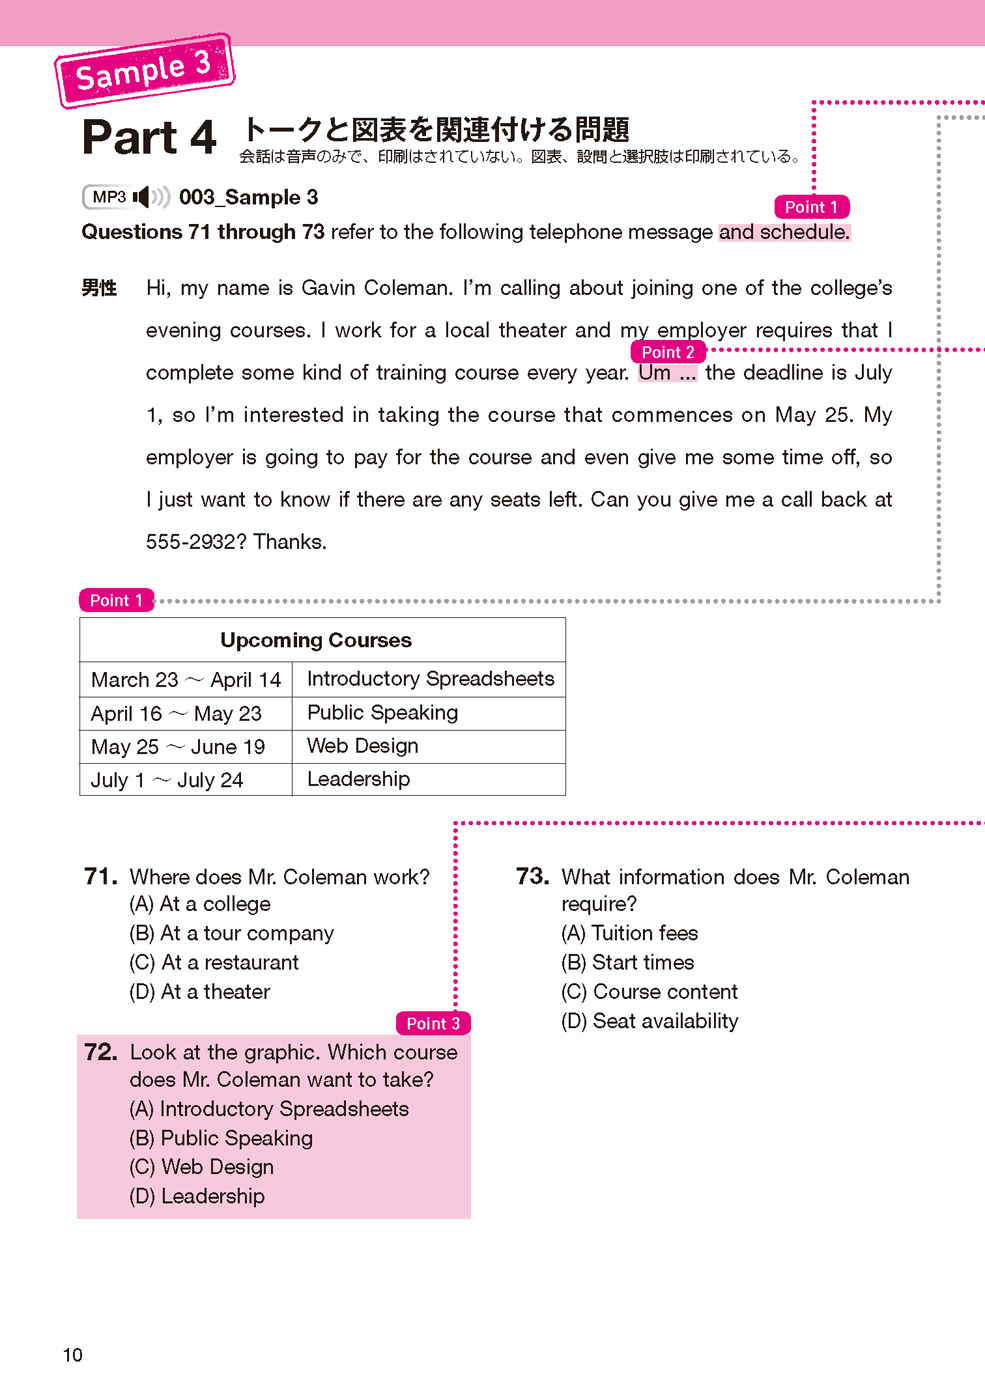 Sample 3
Part 4 トークと図表を関連付ける問題
会話は音声のみで、印刷はされていない。図表、設問と選択肢は印刷されている。
MP3 003_Sample 3
Point 1
Questions 71 through 73 refer to the following telephone message and schedule.
男性 Hi, my name is Gavin Coleman. I'm calling about joining one of the college's
evening courses. I work for a local theater and my employer requires that I
Point 2
complete some kind of training course every year. Um ... the deadline is July
1, so I'm interested in taking the course that commences on May 25. My
employer is going to pay for the course and even give me some time off, so
I just want to know if there are any seats left. Can you give me a call back at
555-2932? Thanks.
Point 1
Upcoming Courses
March 23 ～ April 14 Introductory Spreadsheets
April 16 ～ May 23 Public Speaking
May 25 ～ June 19 Web Design
July 1 ～ July 24 Leadership
71. Where does Mr. Coleman work?
(A) At a college
(B) At a tour company
(C) At a restaurant
(D) At a theater
Point 3
72. Look at the graphic. Which course
does Mr. Coleman want to take?
(A) Introductory Spreadsheets
(B) Public Speaking
(C) Web Design
(D) Leadership
73. What information does Mr. Coleman
require?
(A) Tuition fees
(B) Start times
(C) Course content
(D) Seat availability
10